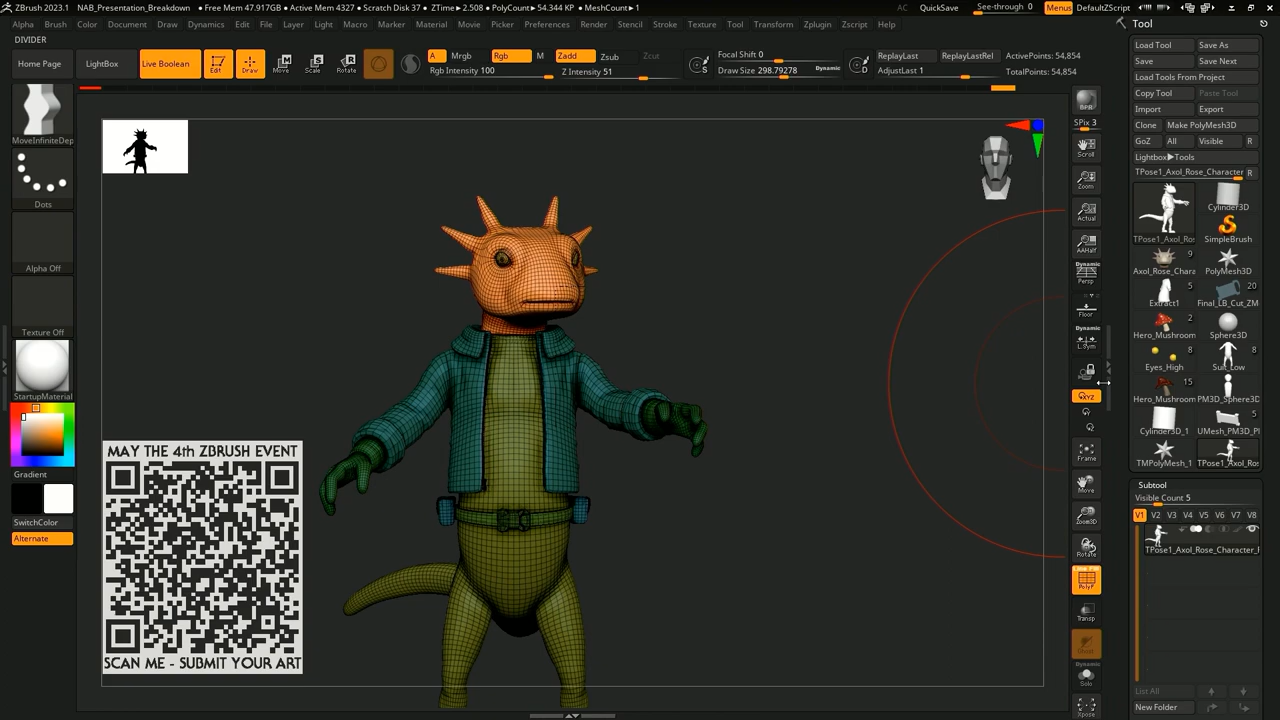 ZBrush 2023.1 NAB_Presentation_Breakdown • Free Mem 47.917GB • Active Mem 4327 • Scratch Disk 37 • ZTime▸2.508 • PolyCount▸54.344 KP • MeshCount▸1
AC QuickSave See-through 0 Menus DefaultZScript
Alpha Brush Color Document Draw Dynamics Edit File Layer Light Macro Marker Material Movie Picker Preferences Render Stencil Stroke Texture Tool Transform Zplugin Zscript Help
DIVIDER
Home Page LightBox Live Boolean Edit Draw Move Scale Rotate
A Mrgb Rgb M Zadd Zsub Zcut
Rgb Intensity 100 Z Intensity 51
Focal Shift 0
Draw Size 298.79278 Dynamic
S D
ReplayLast ReplayLastRel
AdjustLast 1
ActivePoints: 54,854
TotalPoints: 54,854
MoveInfiniteDep
Dots
Alpha Off
Texture Off
StartupMaterial
Gradient
SwitchColor
Alternate
MAY THE 4th ZBRUSH EVENT
SCAN ME - SUBMIT YOUR ART
BPR
SPix 3
Scroll
Zoom
Actual
AAHalf
Dynamic
Persp
Floor
Dynamic
L.Sym
XYZ
Frame
Move
Zoom3D
Rotate
Line Fill
PolyF
Transp
Ghost
Dynamic
Solo
Xpose
Tool
Load Tool Save As
Save Save Next
Load Tools From Project
Copy Tool Paste Tool
Import Export
Clone Make PolyMesh3D
GoZ All Visible R
Lightbox▸Tools
TPose1_Axol_Rose_Character R
TPose1_Axol_Ros Cylinder3D
SimpleBrush
9
Axol_Rose_Chara PolyMesh3D
5 20
Extract1 Final_LB_Cut_ZM
2
Hero_Mushroom Sphere3D
8 8
Eyes_High Suit_Low
15
Hero_Mushroom PM3D_Sphere3D
5
Cylinder3D_1 UMesh_PM3D_Pl
TMPolyMesh_1 TPose1_Axol_Ros
Subtool
Visible Count 5
V1 V2 V3 V4 V5 V6 V7 V8
TPose1_Axol_Rose_Character_
List All
New Folder